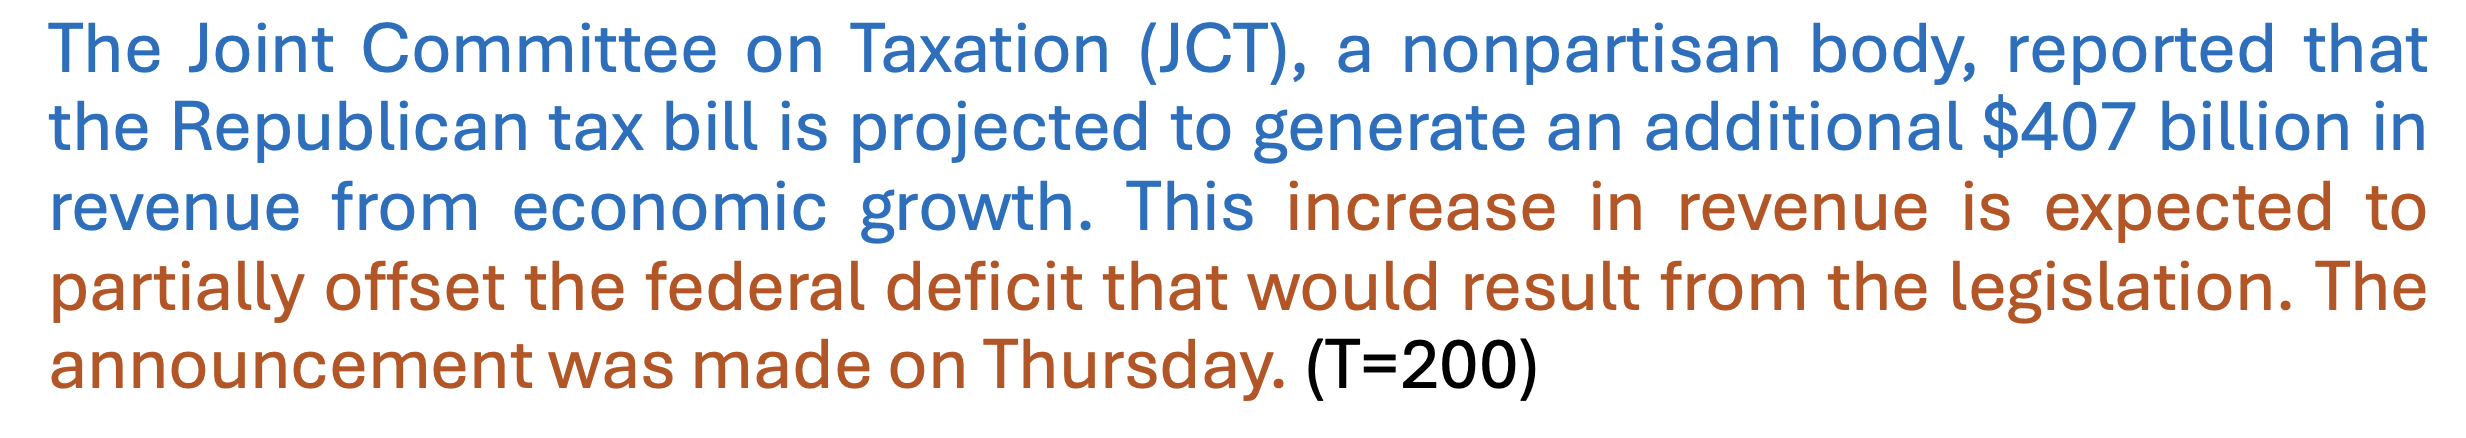 The Joint Committee on Taxation (JCT), a nonpartisan body, reported that
the Republican tax bill is projected to generate an additional $407 billion in
revenue from economic growth. This increase in revenue is expected to
partially offset the federal deficit that would result from the legislation. The
announcement was made on Thursday. (T=200)